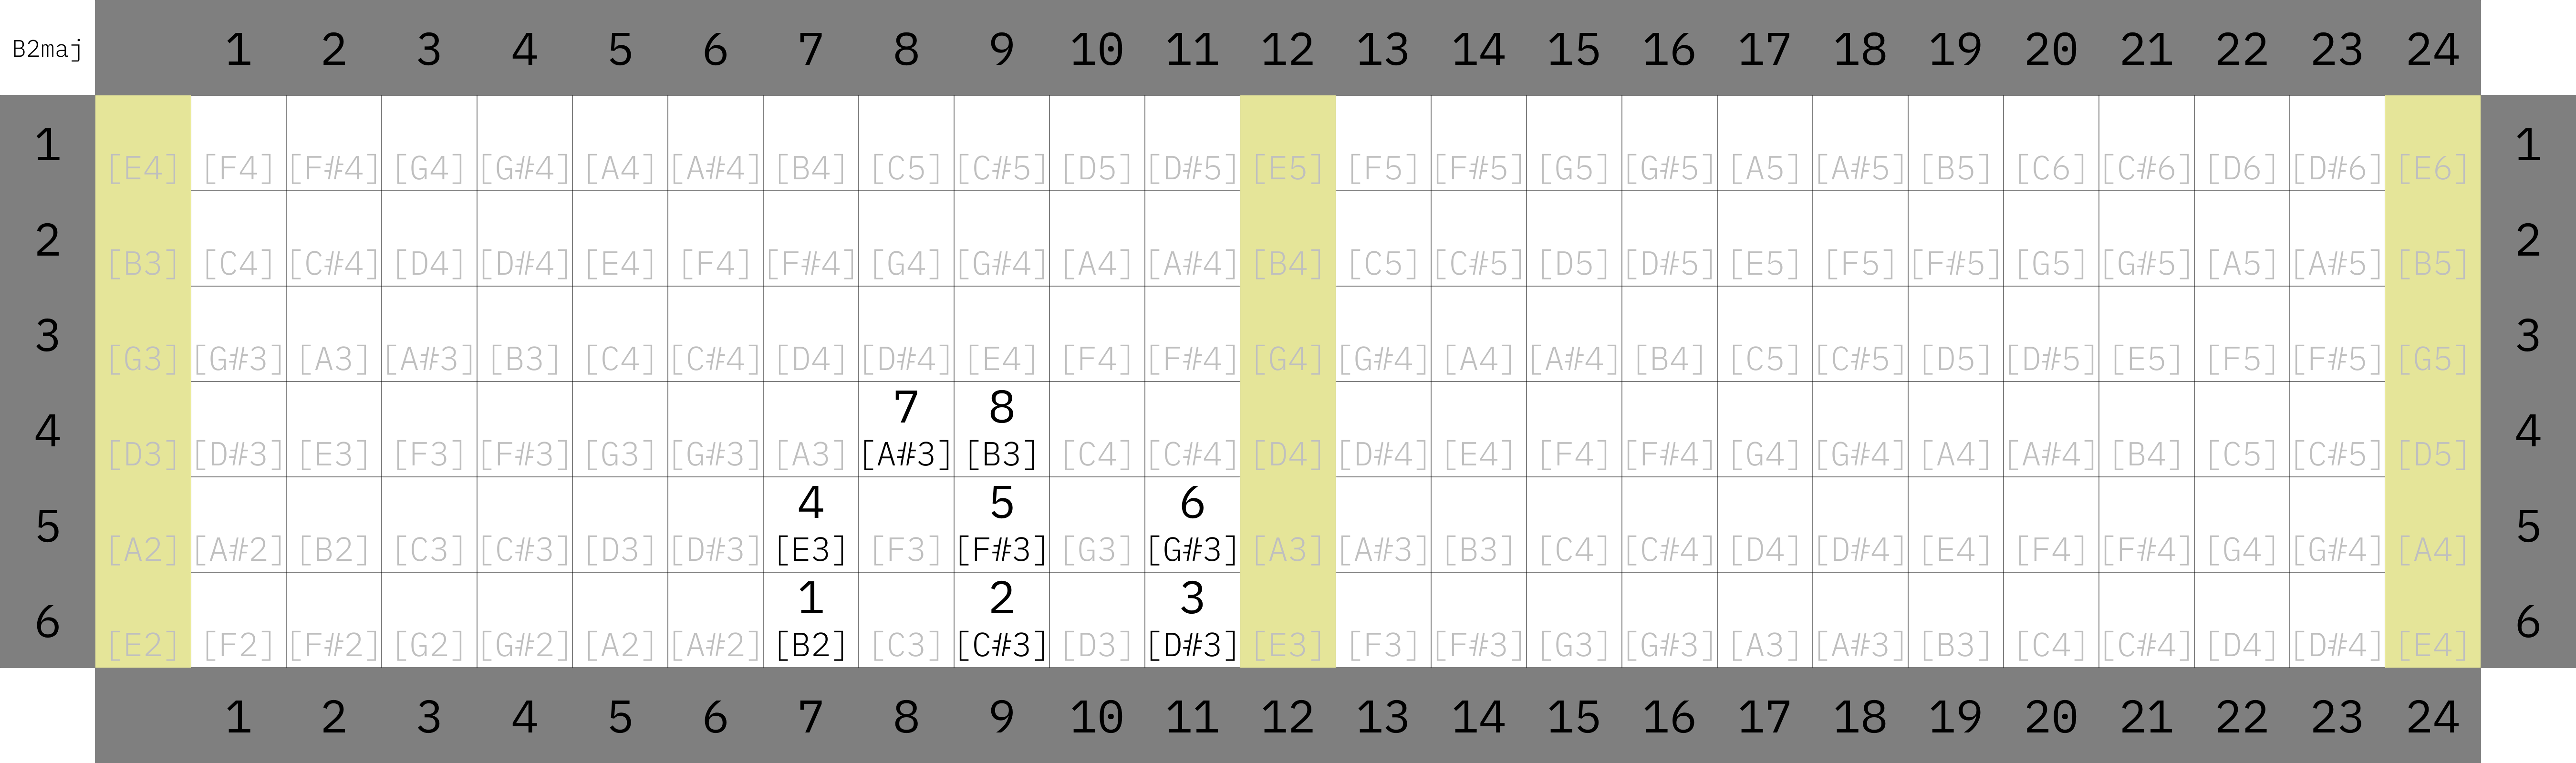 B2maj 1 2 3 4 5 6 7 8 9 10 11 12 13 14 15 16 17 18 19 20 21 22 23 24
1 [E4] [F4] [F#4] [G4] [G#4] [A4] [A#4] [B4] [C5] [C#5] [D5] [D#5] [E5] [F5] [F#5] [G5] [G#5] [A5] [A#5] [B5] [C6] [C#6] [D6] [D#6] [E6] 1
2 [B3] [C4] [C#4] [D4] [D#4] [E4] [F4] [F#4] [G4] [G#4] [A4] [A#4] [B4] [C5] [C#5] [D5] [D#5] [E5] [F5] [F#5] [G5] [G#5] [A5] [A#5] [B5] 2
3 [G3] [G#3] [A3] [A#3] [B3] [C4] [C#4] [D4] [D#4] [E4] [F4] [F#4] [G4] [G#4] [A4] [A#4] [B4] [C5] [C#5] [D5] [D#5] [E5] [F5] [F#5] [G5] 3
7 8
4 [D3] [D#3] [E3] [F3] [F#3] [G3] [G#3] [A3] [A#3] [B3] [C4] [C#4] [D4] [D#4] [E4] [F4] [F#4] [G4] [G#4] [A4] [A#4] [B4] [C5] [C#5] [D5] 4
4 5 6
5 [A2] [A#2] [B2] [C3] [C#3] [D3] [D#3] [E3] [F3] [F#3] [G3] [G#3] [A3] [A#3] [B3] [C4] [C#4] [D4] [D#4] [E4] [F4] [F#4] [G4] [G#4] [A4] 5
1 2 3
6 [E2] [F2] [F#2] [G2] [G#2] [A2] [A#2] [B2] [C3] [C#3] [D3] [D#3] [E3] [F3] [F#3] [G3] [G#3] [A3] [A#3] [B3] [C4] [C#4] [D4] [D#4] [E4] 6
1 2 3 4 5 6 7 8 9 10 11 12 13 14 15 16 17 18 19 20 21 22 23 24